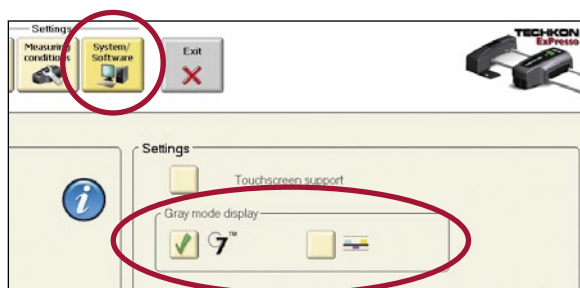 Settings
Measuring
conditions
System/
Software
Exit
TECHKON
ExPresso
Settings
Touchscreen support
Gray mode display
G7™